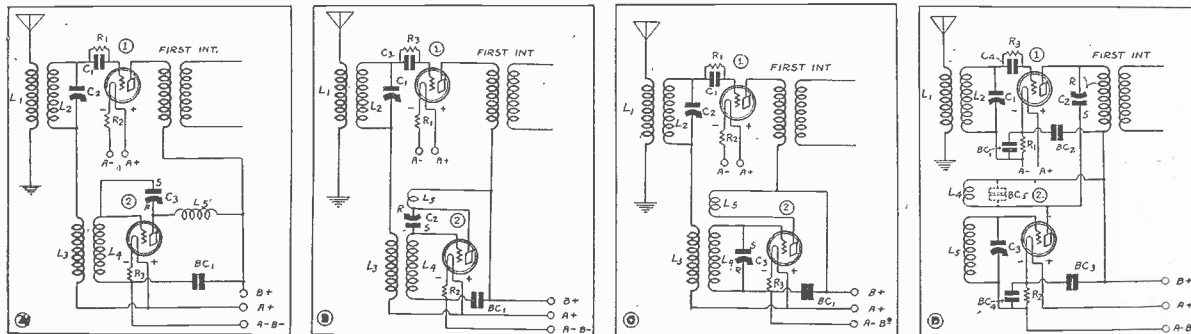 R1
1
FIRST INT.
C1
L1
L2
C2
R2
A-
A+
S
C3
R
L5
2
L3
L4
R3
BC1
B+
A+
A-B-
R3
C3
1
FIRST INT
C1
L1
L2
R1
A-
A+
L5
R
C2
S
2
L3
L4
R2
BC1
B+
A+
A-B-
B
R1
1
FIRST INT
C1
L1
L2
C2
R2
A-
A+
L5
2
S
L3
L4
C3
R
R3
BC1
B+
A+
C
R3
1
C4
FIRST INT
R
L1
L2
C1
C2
S
BC1
R1
BC2
A-
A+
L4
BC5
2
L5
C3
BC3
BC4
R2
B+
A+
A-B-
D